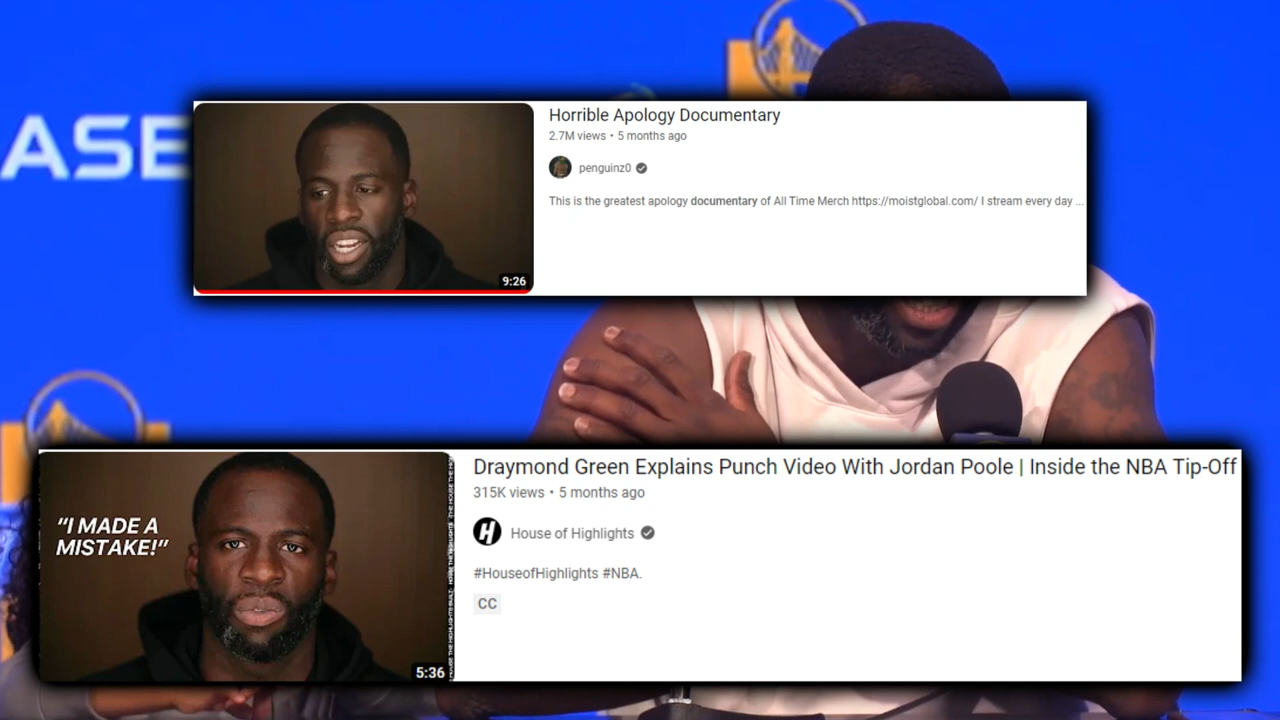 ASE
Horrible Apology Documentary
2.7M views • 5 months ago
penguinz0
This is the greatest apology documentary of All Time Merch https://moistglobal.com/ I stream every day ...
9:26
Draymond Green Explains Punch Video With Jordan Poole | Inside the NBA Tip-Off
315K views • 5 months ago
"I MADE A
MISTAKE!"
House of Highlights
#HouseofHighlights #NBA.
CC
5:36